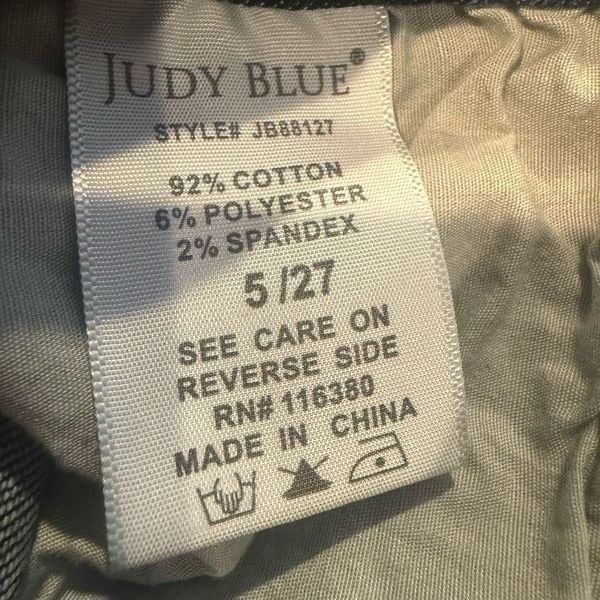 JUDY BLUE®
STYLE# JB88127
92% COTTON
6% POLYESTER
2% SPANDEX
5 /27
SEE CARE ON
REVERSE SIDE
RN# 116380
MADE IN CHINA